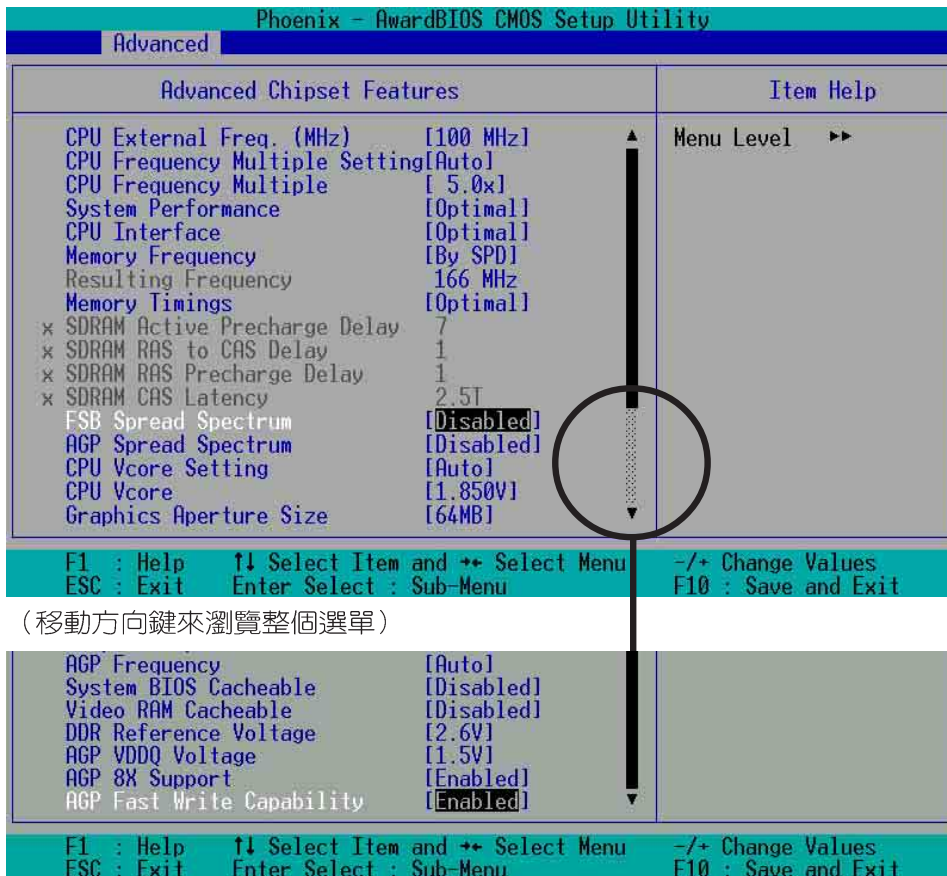 Phoenix - AwardBIOS CMOS Setup Utility
Advanced
Advanced Chipset Features
Item Help
CPU External Freq. (MHz) [100 MHz]
Menu Level ▸▸
CPU Frequency Multiple Setting[Auto]
CPU Frequency Multiple [ 5.0x]
System Performance [Optimal]
CPU Interface [Optimal]
Memory Frequency [By SPD]
Resulting Frequency 166 MHz
Memory Timings [Optimal]
x SDRAM Active Precharge Delay 7
x SDRAM RAS to CAS Delay 1
x SDRAM RAS Precharge Delay 1
x SDRAM CAS Latency 2.5T
FSB Spread Spectrum [Disabled]
AGP Spread Spectrum [Disabled]
CPU Vcore Setting [Auto]
CPU Vcore [1.850V]
Graphics Aperture Size [64MB]
F1 : Help ↑↓ Select Item and →← Select Menu -/+ Change Values
ESC : Exit Enter Select : Sub-Menu F10 : Save and Exit
（移動方向鍵來瀏覽整個選單）
AGP Frequency [Auto]
System BIOS Cacheable [Disabled]
Video RAM Cacheable [Disabled]
DDR Reference Voltage [2.6V]
AGP VDDQ Voltage [1.5V]
AGP 8X Support [Enabled]
AGP Fast Write Capability [Enabled]
F1 : Help ↑↓ Select Item and →← Select Menu -/+ Change Values
ESC : Exit Enter Select : Sub-Menu F10 : Save and Exit